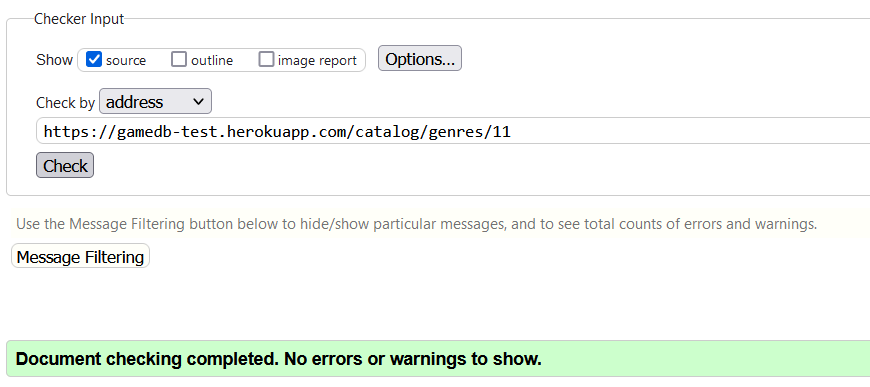 Checker Input
Show source outline image report Options...
Check by address
https://gamedb-test.herokuapp.com/catalog/genres/11
Check
Use the Message Filtering button below to hide/show particular messages, and to see total counts of errors and warnings.
Message Filtering
Document checking completed. No errors or warnings to show.